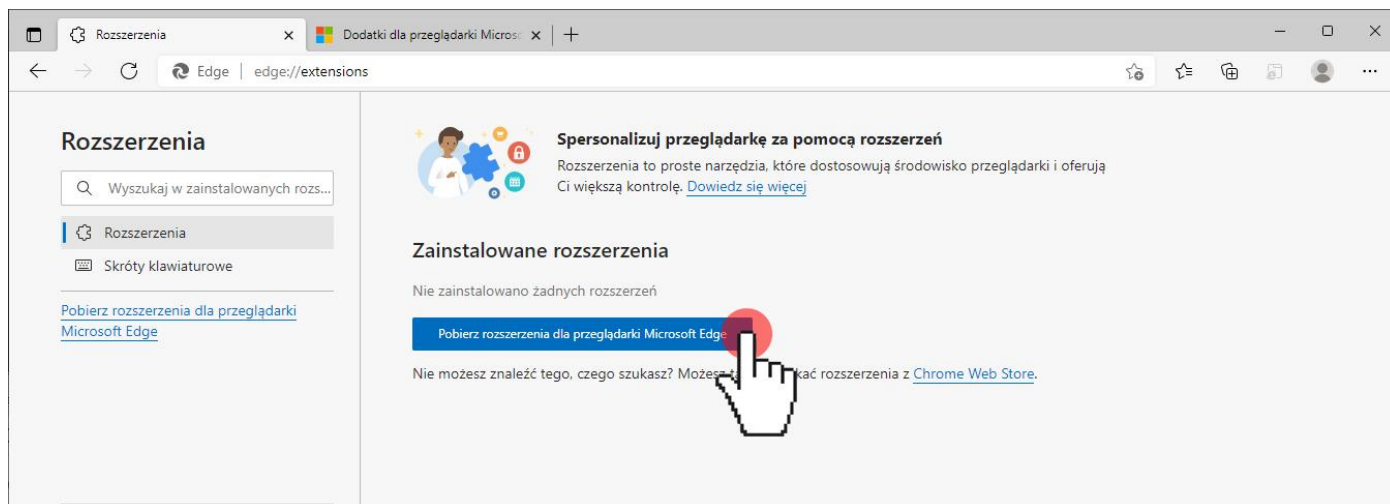 Rozszerzenia
Dodatki dla przeglądarki Micros
Edge | edge://extensions
Rozszerzenia
Wyszukaj w zainstalowanych rozs...
Rozszerzenia
Skróty klawiaturowe
Pobierz rozszerzenia dla przeglądarki
Microsoft Edge
Spersonalizuj przeglądarkę za pomocą rozszerzeń
Rozszerzenia to proste narzędzia, które dostosowują środowisko przeglądarki i oferują
Ci większą kontrolę. Dowiedz się więcej
Zainstalowane rozszerzenia
Nie zainstalowano żadnych rozszerzeń
Pobierz rozszerzenia dla przeglądarki Microsoft Edge
Nie możesz znaleźć tego, czego szukasz? Możesz rozszerzenia z Chrome Web Store.